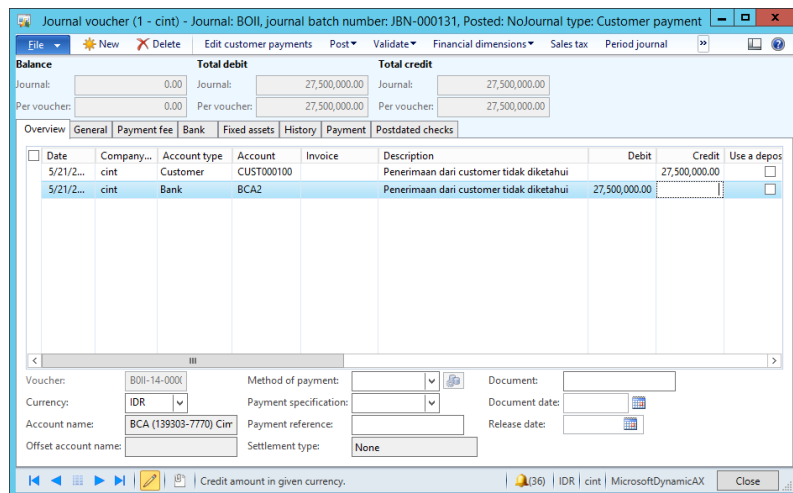 Journal voucher (1 - cint) - Journal: BOII, journal batch number: JBN-000131, Posted: NoJournal type: Customer payment
File New Delete Edit customer payments Post Validate Financial dimensions Sales tax Period journal »
Balance Total debit Total credit
Journal: 0.00 Journal: 27,500,000.00 Journal: 27,500,000.00
Per voucher: 0.00 Per voucher: 27,500,000.00 Per voucher: 27,500,000.00
Overview General Payment fee Bank Fixed assets History Payment Postdated checks
Date Company... Account type Account Invoice Description Debit Credit Use a depos
5/21/2... cint Customer CUST000100 Penerimaan dari customer tidak diketahui 27,500,000.00
5/21/2... cint Bank BCA2 Penerimaan dari customer tidak diketahui 27,500,000.00
Voucher: BOII-14-000( Method of payment: Document:
Currency: IDR Payment specification: Document date:
Account name: BCA (139303-7770) Cim Payment reference: Release date:
Offset account name: Settlement type: None
Credit amount in given currency. (36) IDR cint MicrosoftDynamicAX Close